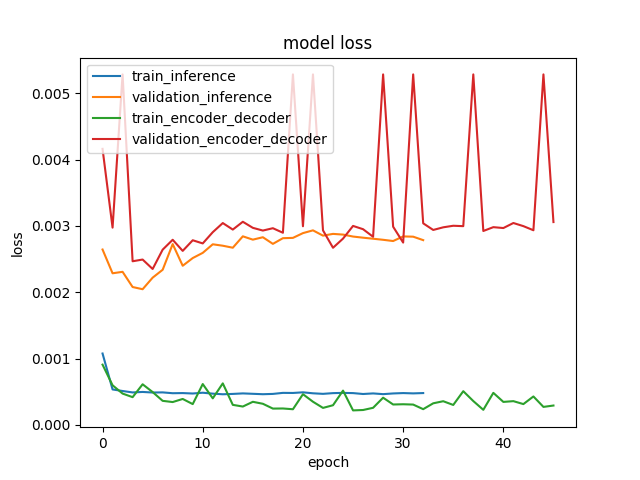 model loss
train_inference
validation_inference
train_encoder_decoder
validation_encoder_decoder
0.005
0.004
0.003
0.002
0.001
0.000
loss
0 10 20 30 40
epoch